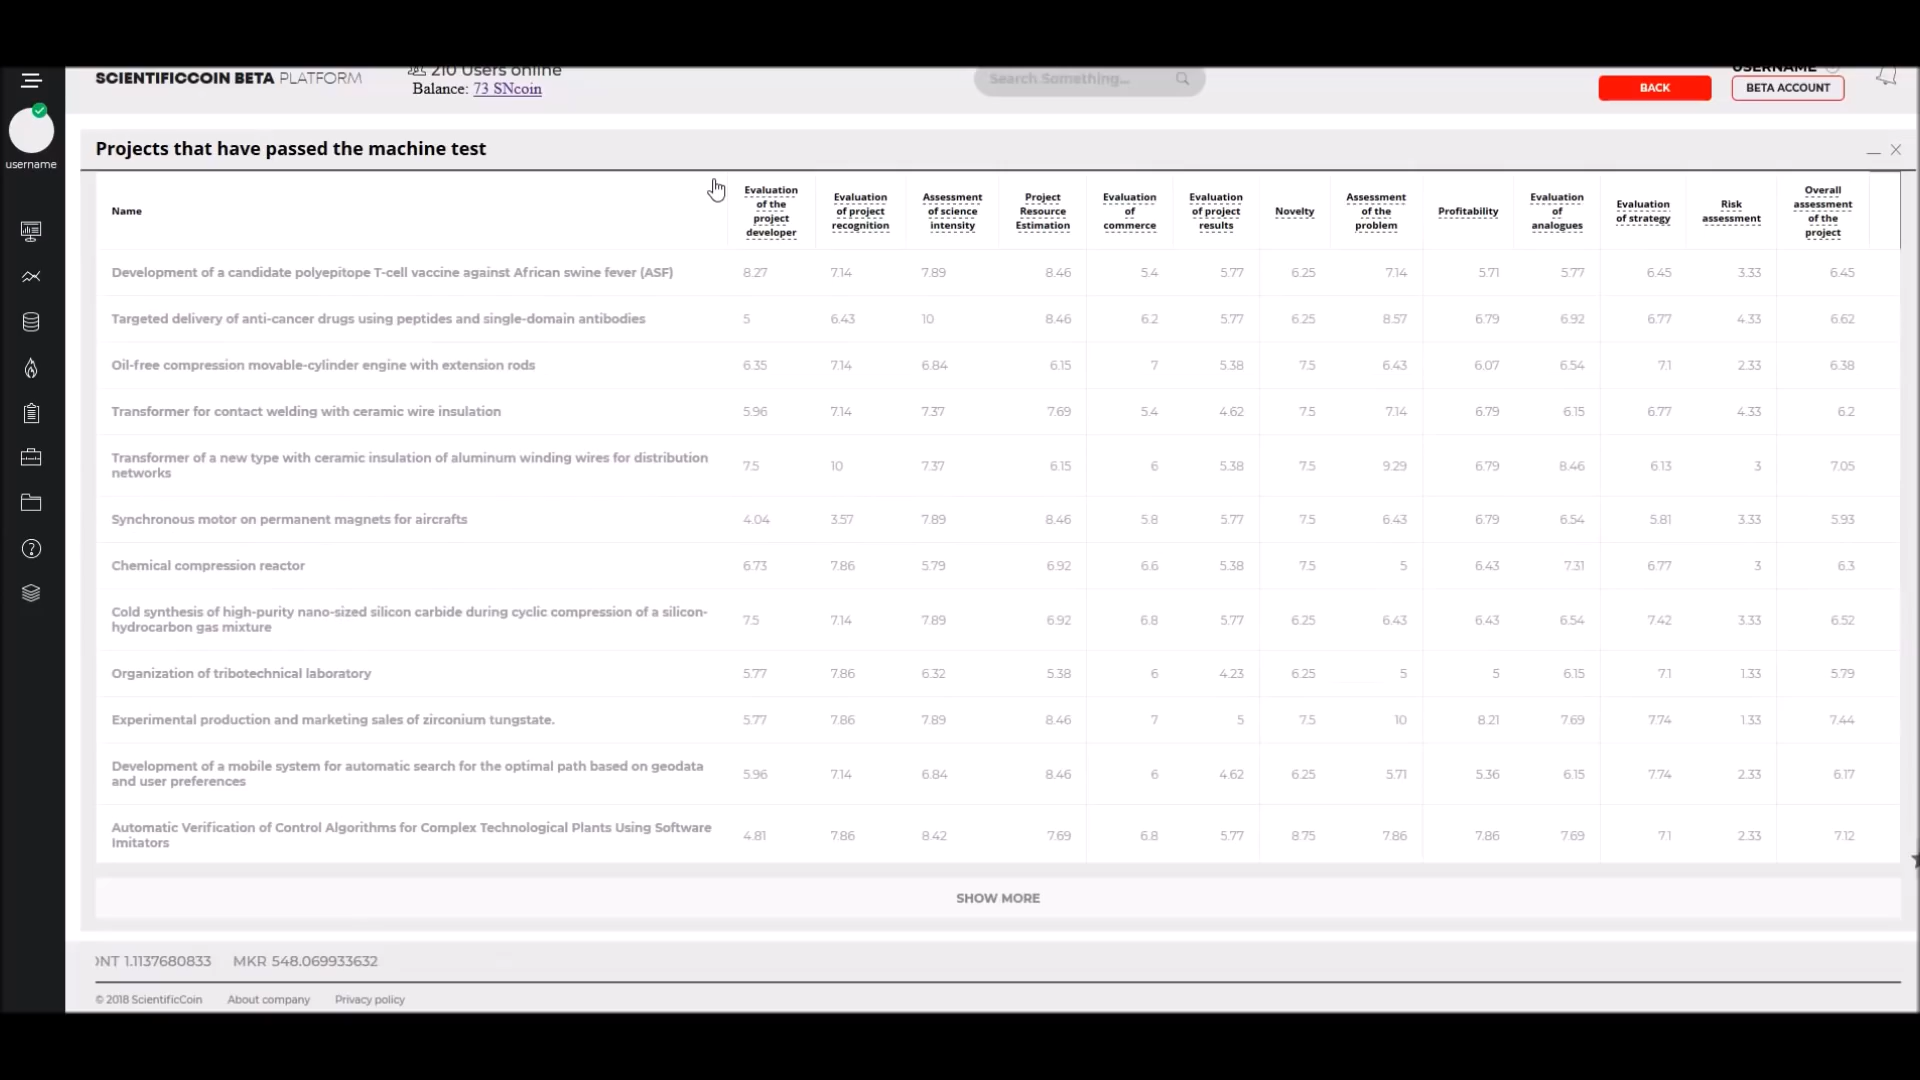 SCIENTIFICCOIN BETA PLATFORM
210 Users online
Balance: 73 SNcoin
Search Something...
BACK
USERNAME
BETA ACCOUNT
username
Projects that have passed the machine test
Name
Evaluation
of the
project
developer
Evaluation
of project
recognition
Assessment
of science
intensity
Project
Resource
Estimation
Evaluation
of
commerce
Evaluation
of project
results
Novelty
Assessment
of the
problem
Profitability
Evaluation
of
analogues
Evaluation
of strategy
Risk
assessment
Overall
assessment
of the
project
Development of a candidate polyepitope T-cell vaccine against African swine fever (ASF) 8.27 7.14 7.89 8.46 5.4 5.77 6.25 7.14 5.71 5.77 6.45 3.33 6.45
Targeted delivery of anti-cancer drugs using peptides and single-domain antibodies 5 6.43 10 8.46 6.2 5.77 6.25 8.57 6.79 6.92 6.77 4.33 6.62
Oil-free compression movable-cylinder engine with extension rods 6.35 7.14 6.84 6.15 7 5.38 7.5 6.43 6.07 6.54 7.1 2.33 6.38
Transformer for contact welding with ceramic wire insulation 5.96 7.14 7.37 7.69 5.4 4.62 7.5 7.14 6.79 6.15 6.77 4.33 6.2
Transformer of a new type with ceramic insulation of aluminum winding wires for distribution
networks
7.5 10 7.37 6.15 6 5.38 7.5 9.29 6.79 8.46 6.13 3 7.05
Synchronous motor on permanent magnets for aircrafts 4.04 3.57 7.89 8.46 5.8 5.77 7.5 6.43 6.79 6.54 5.81 3.33 5.93
Chemical compression reactor 6.73 7.86 5.79 6.92 6.6 5.38 7.5 5 6.43 7.31 6.77 3 6.3
Cold synthesis of high-purity nano-sized silicon carbide during cyclic compression of a silicon-
hydrocarbon gas mixture
7.5 7.14 7.89 6.92 6.8 5.77 6.25 6.43 6.43 6.54 7.42 3.33 6.52
Organization of tribotechnical laboratory 5.77 7.86 6.32 5.38 6 4.23 6.25 5 5 6.15 7.1 1.33 5.79
Experimental production and marketing sales of zirconium tungstate. 5.77 7.86 7.89 8.46 7 5 7.5 10 8.21 7.69 7.74 1.33 7.44
Development of a mobile system for automatic search for the optimal path based on geodata
and user preferences
5.96 7.14 6.84 8.46 6 4.62 6.25 5.71 5.36 6.15 7.74 2.33 6.17
Automatic Verification of Control Algorithms for Complex Technological Plants Using Software
Imitators
4.81 7.86 8.42 7.69 6.8 5.77 8.75 7.86 7.86 7.69 7.1 2.33 7.12
SHOW MORE
NT 1.1137680833 MKR 548.069933632
© 2018 ScientificCoin About company Privacy policy